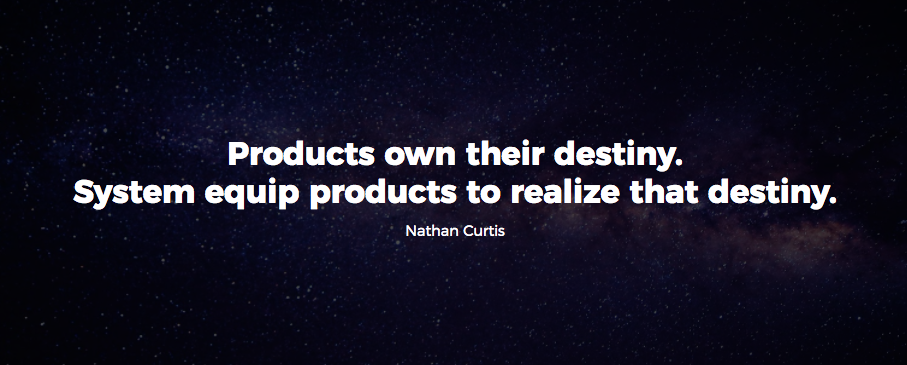 Products own their destiny.
System equip products to realize that destiny.
Nathan Curtis